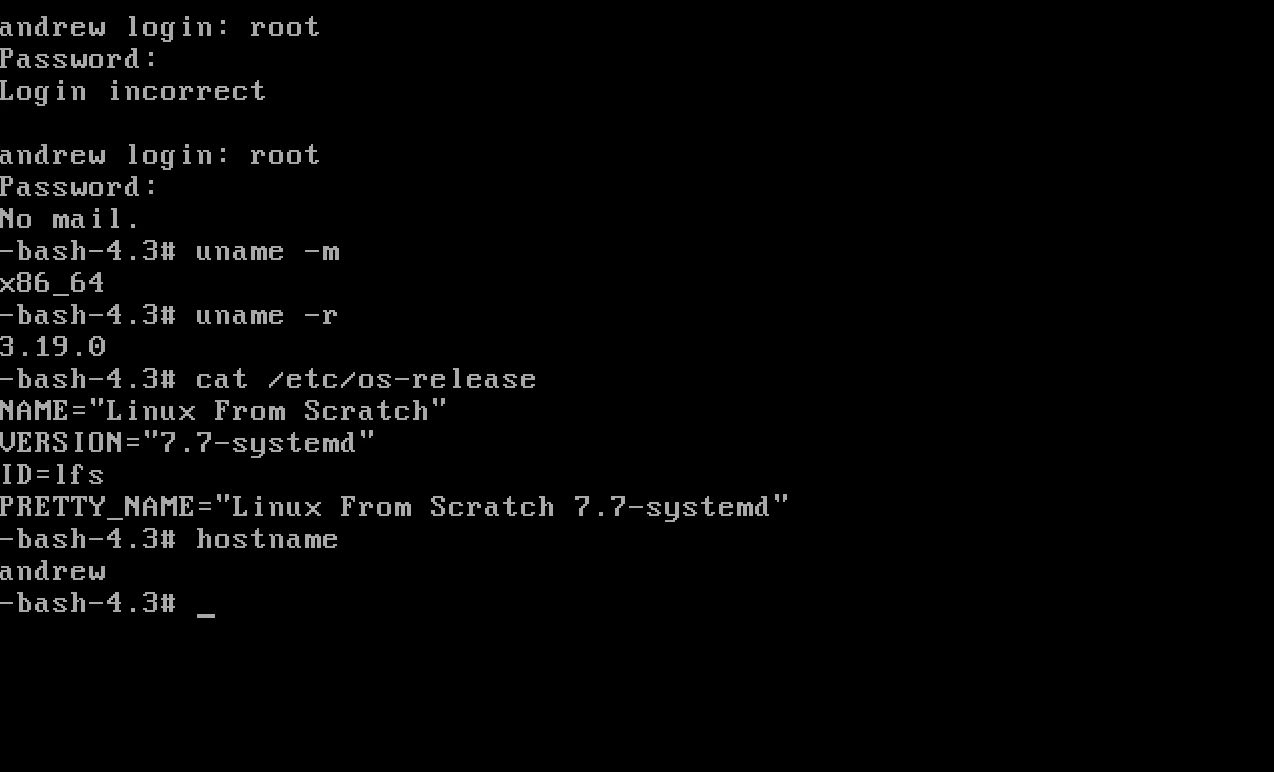 andrew login: root
Password:
Login incorrect
andrew login: root
Password:
No mail.
-bash-4.3# uname -m
x86_64
-bash-4.3# uname -r
3.19.0
-bash-4.3# cat /etc/os-release
NAME="Linux From Scratch"
VERSION="7.7-systemd"
ID=lfs
PRETTY_NAME="Linux From Scratch 7.7-systemd"
-bash-4.3# hostname
andrew
-bash-4.3# _